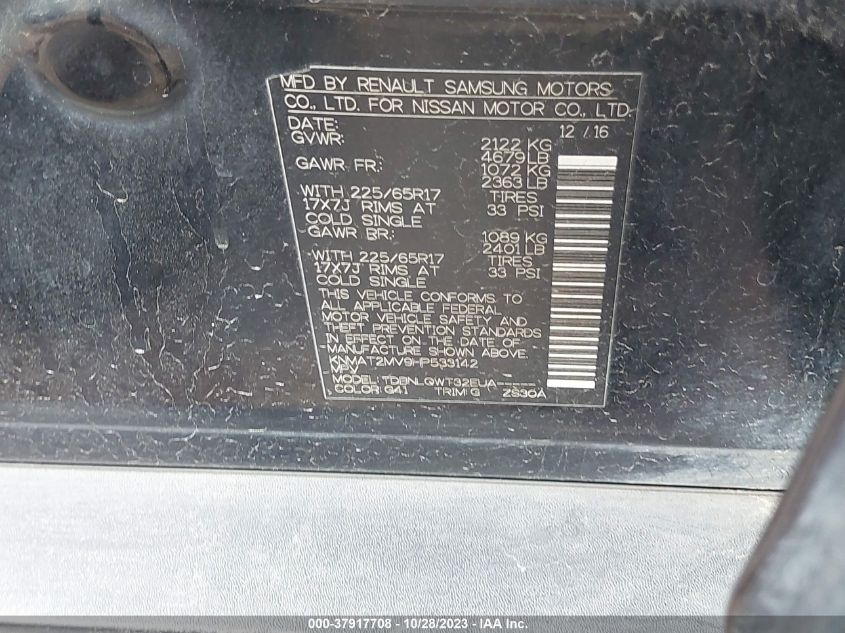 MFD BY RENAULT SAMSUNG MOTORS
CO., LTD. FOR NISSAN MOTOR CO., LTD.
DATE: 12 / 16
GVWR: 2122 KG
4679 LB
GAWR FR: 1072 KG
2363 LB
WITH 225/65R17 TIRES
17X7J RIMS AT 33 PSI
COLD SINGLE
GAWR RR: 1089 KG
2401 LB
WITH 225/65R17 TIRES
17X7J RIMS AT 33 PSI
COLD SINGLE
THIS VEHICLE CONFORMS TO
ALL APPLICABLE FEDERAL
MOTOR VEHICLE SAFETY AND
THEFT PREVENTION STANDARDS
IN EFFECT ON THE DATE OF
MANUFACTURE SHOWN ABOVE.
KNMAT2MV9HP533142
MPV
MODEL: TDBNLQWT32EUA------
COLOR: G41 TRIM: G ZS30A
000-37917708 - 10/28/2023 - IAA Inc.